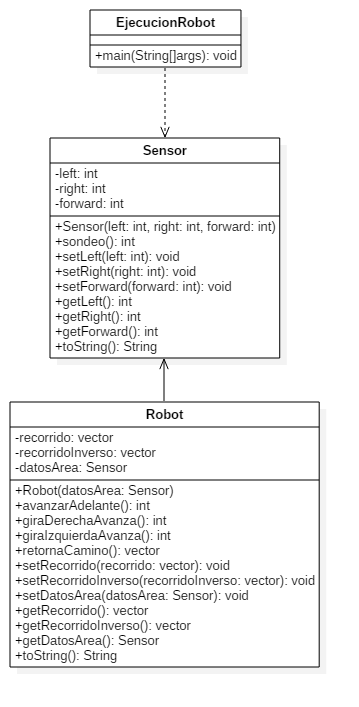 EjecucionRobot
+main(String[]args): void
Sensor
-left: int
-right: int
-forward: int
+Sensor(left: int, right: int, forward: int)
+sondeo(): int
+setLeft(left: int): void
+setRight(right: int): void
+setForward(forward: int): void
+getLeft(): int
+getRight(): int
+getForward(): int
+toString(): String
Robot
-recorrido: vector
-recorridoInverso: vector
-datosArea: Sensor
+Robot(datosArea: Sensor)
+avanzarAdelante(): int
+giraDerechaAvanza(): int
+giraIzquierdaAvanza(): int
+retornaCamino(): vector
+setRecorrido(recorrido: vector): void
+setRecorridoInverso(recorridoInverso: vector): void
+setDatosArea(datosArea: Sensor): void
+getRecorrido(): vector
+getRecorridoInverso(): vector
+getDatosArea(): Sensor
+toString(): String